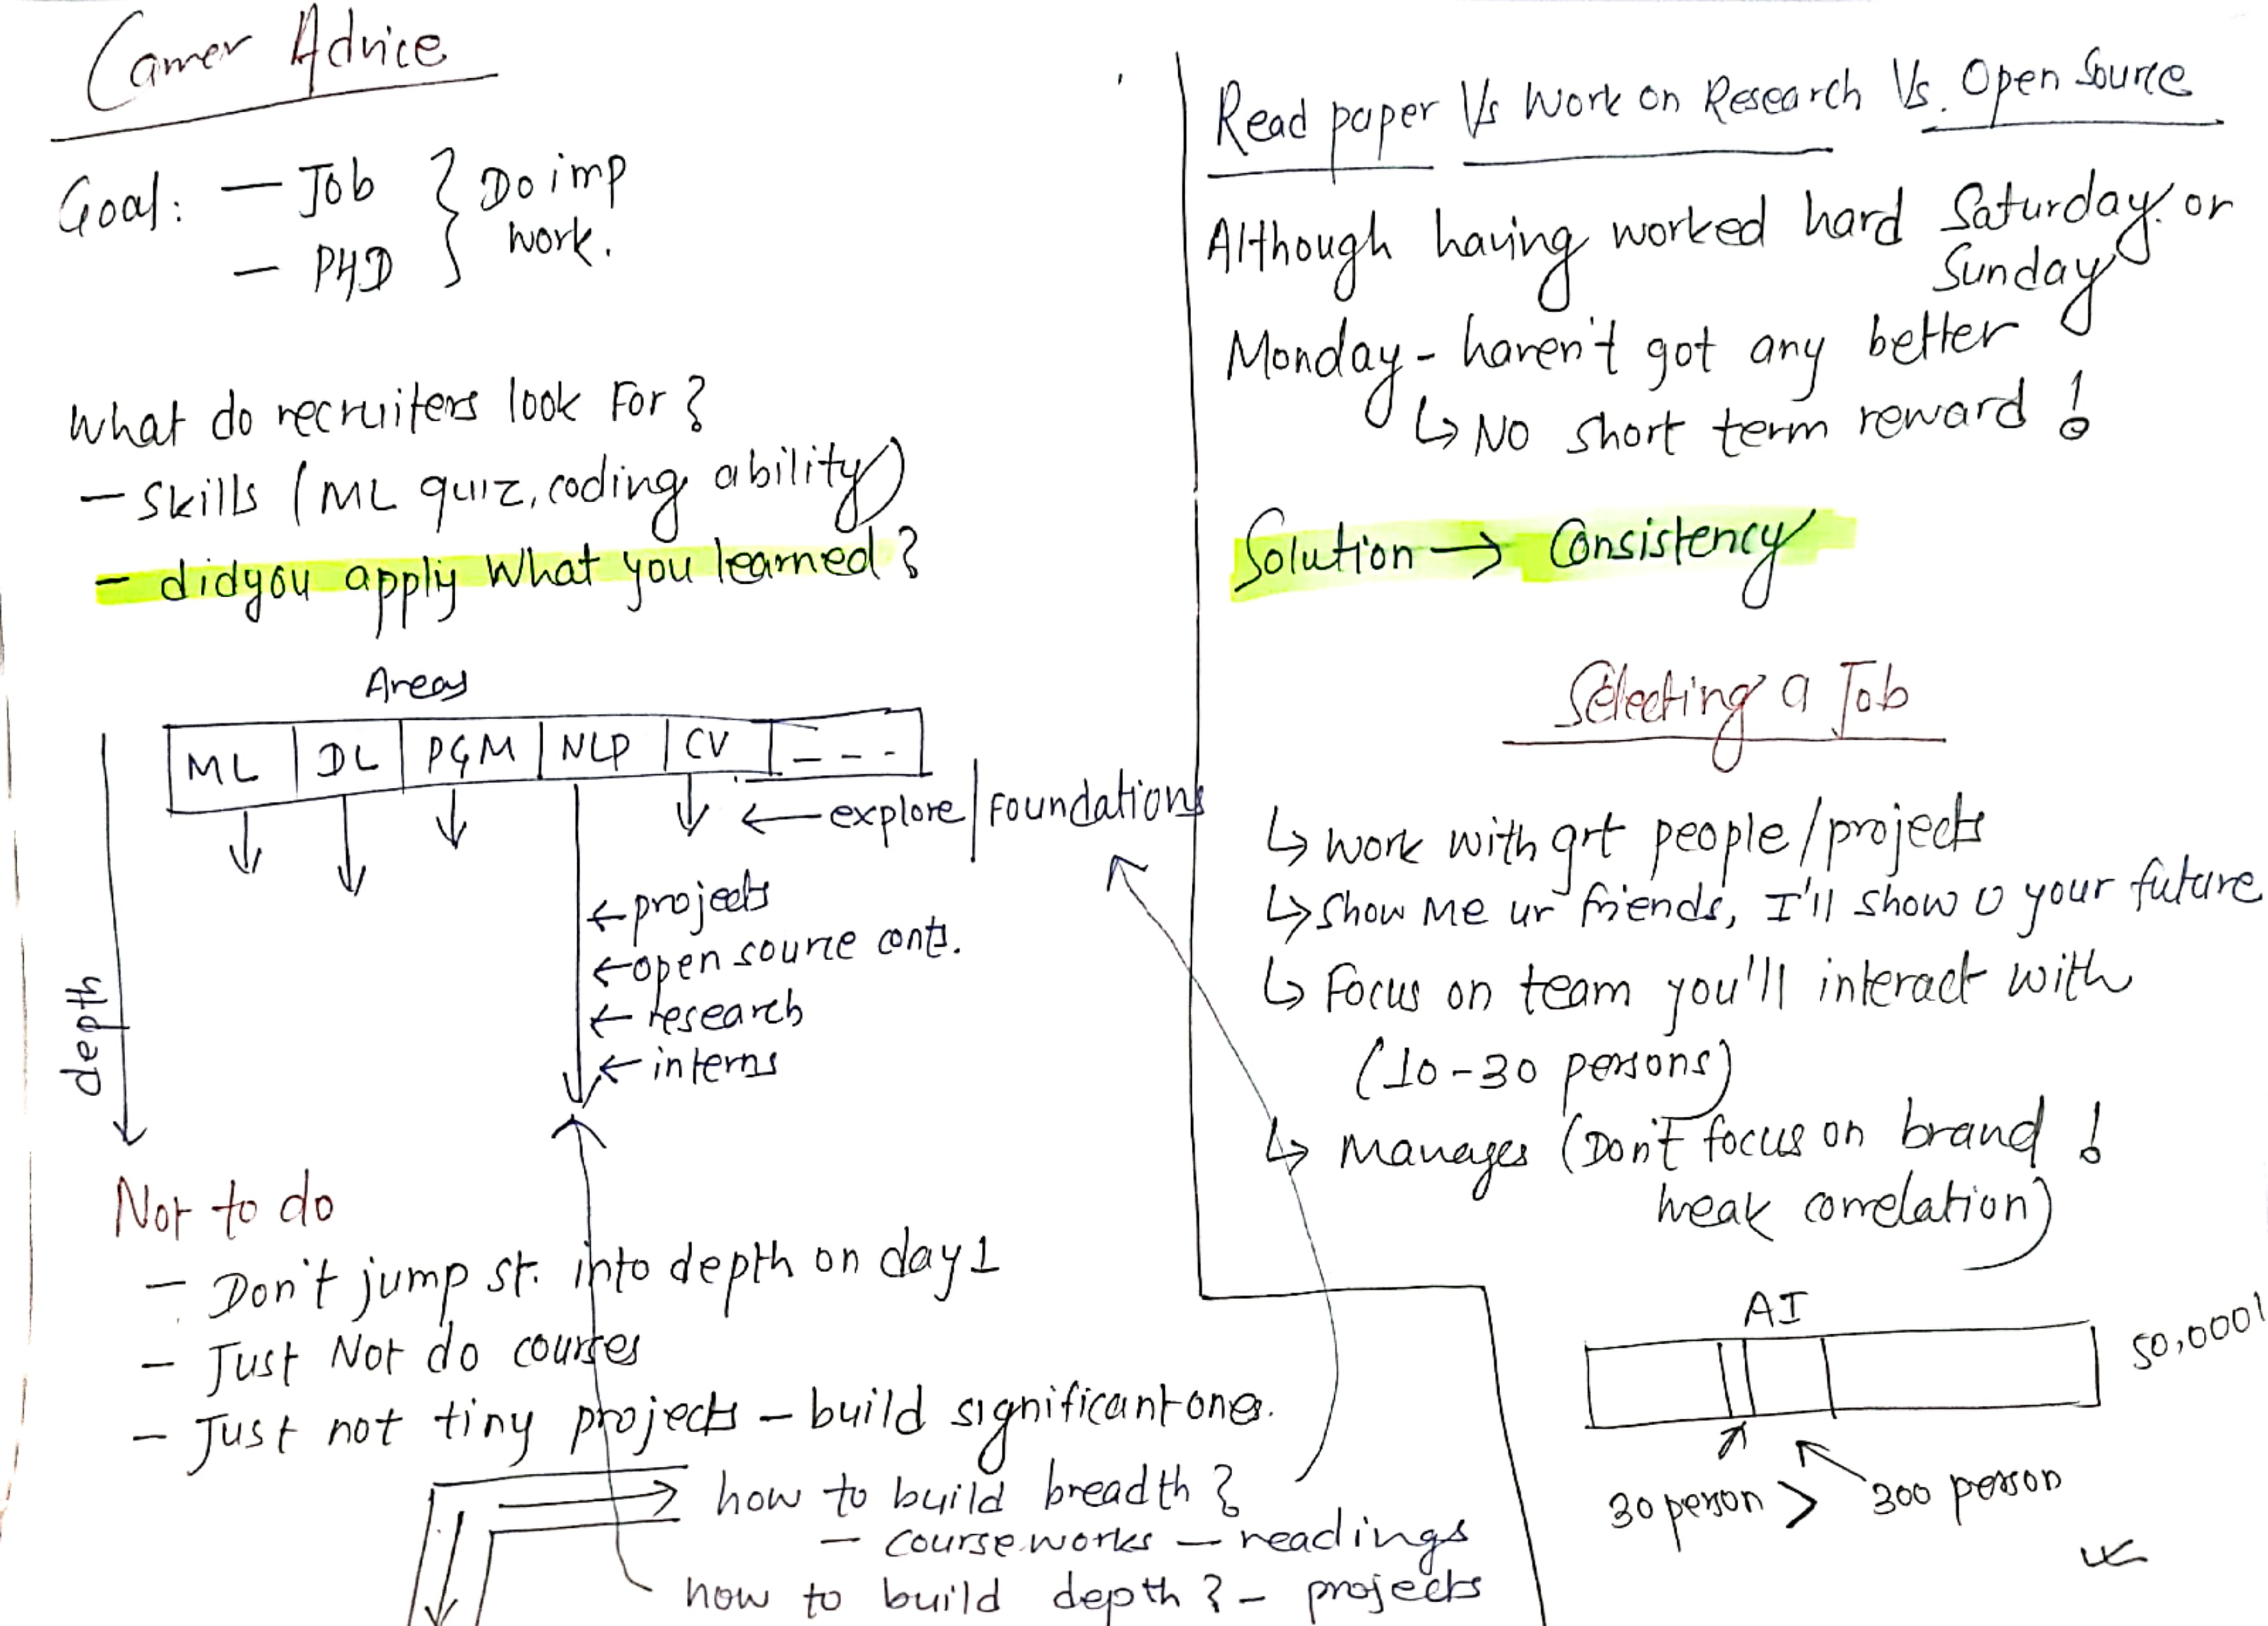 Career Advice
Goal: — Job } Do imp
— PHD } work.
What do recruiters look For?
— Skills (ML quiz, coding ability)
— did you apply What you learned?
Areas
ML | DL | PGM | NLP | CV | - - -
← explore | Foundations
← projects
← open source cont.
← research
← interns
depth
Not to do
— Don't jump st. into depth on day 1
— Just Not do courses
— Just not tiny projects — build significant ones.
how to build breadth?
— course works — readings
how to build depth? — projects
Read paper Vs Work on Research Vs. Open Source
Although having worked hard Saturday or
Sunday
Monday - haven't got any better
↳ No short term reward!
Solution → Consistency
Selecting a Job
↳ Work with grt people/projects
↳ Show me ur friends, I'll show U your future
↳ Focus on team you'll interact with
(10-30 persons)
↳ Manages (Don't focus on brand!
weak correlation)
AI
50,000!
30 person > 300 person